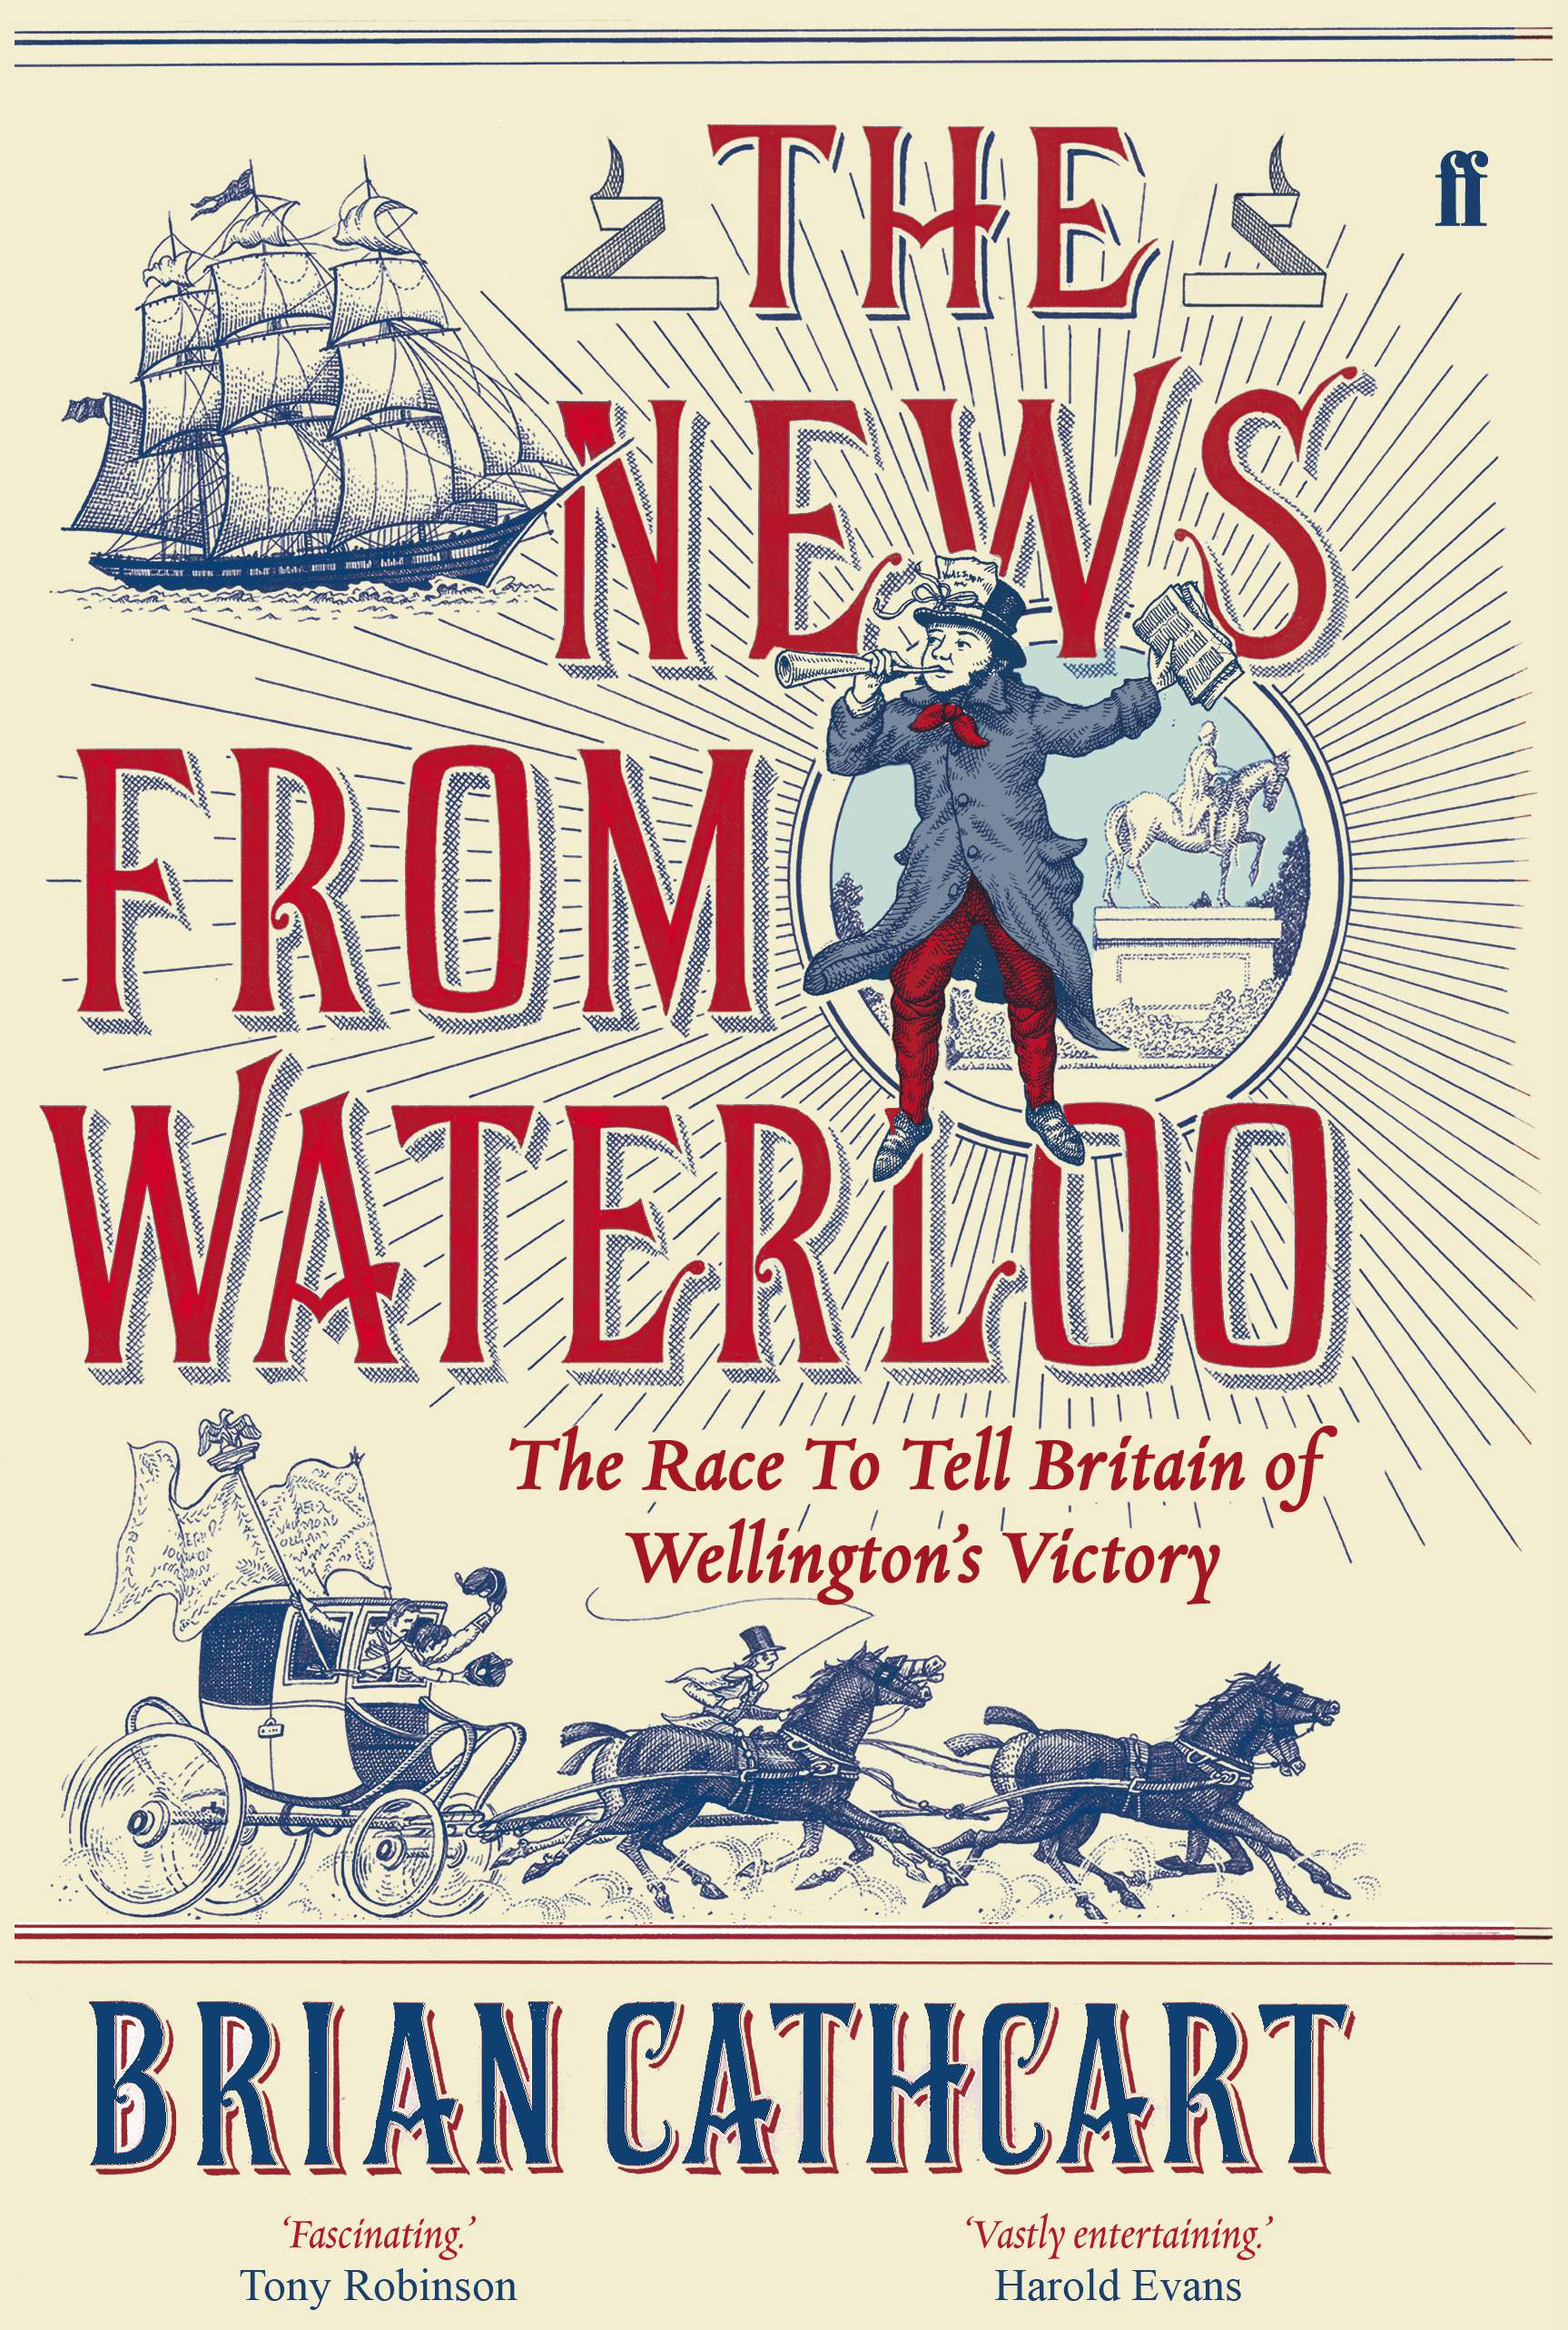 THE
ff
NEWS
FROM
WATERLOO
The Race To Tell Britain of
Wellington's Victory
BRIAN CATHCART
‘Fascinating.’
Tony Robinson
‘Vastly entertaining.’
Harold Evans